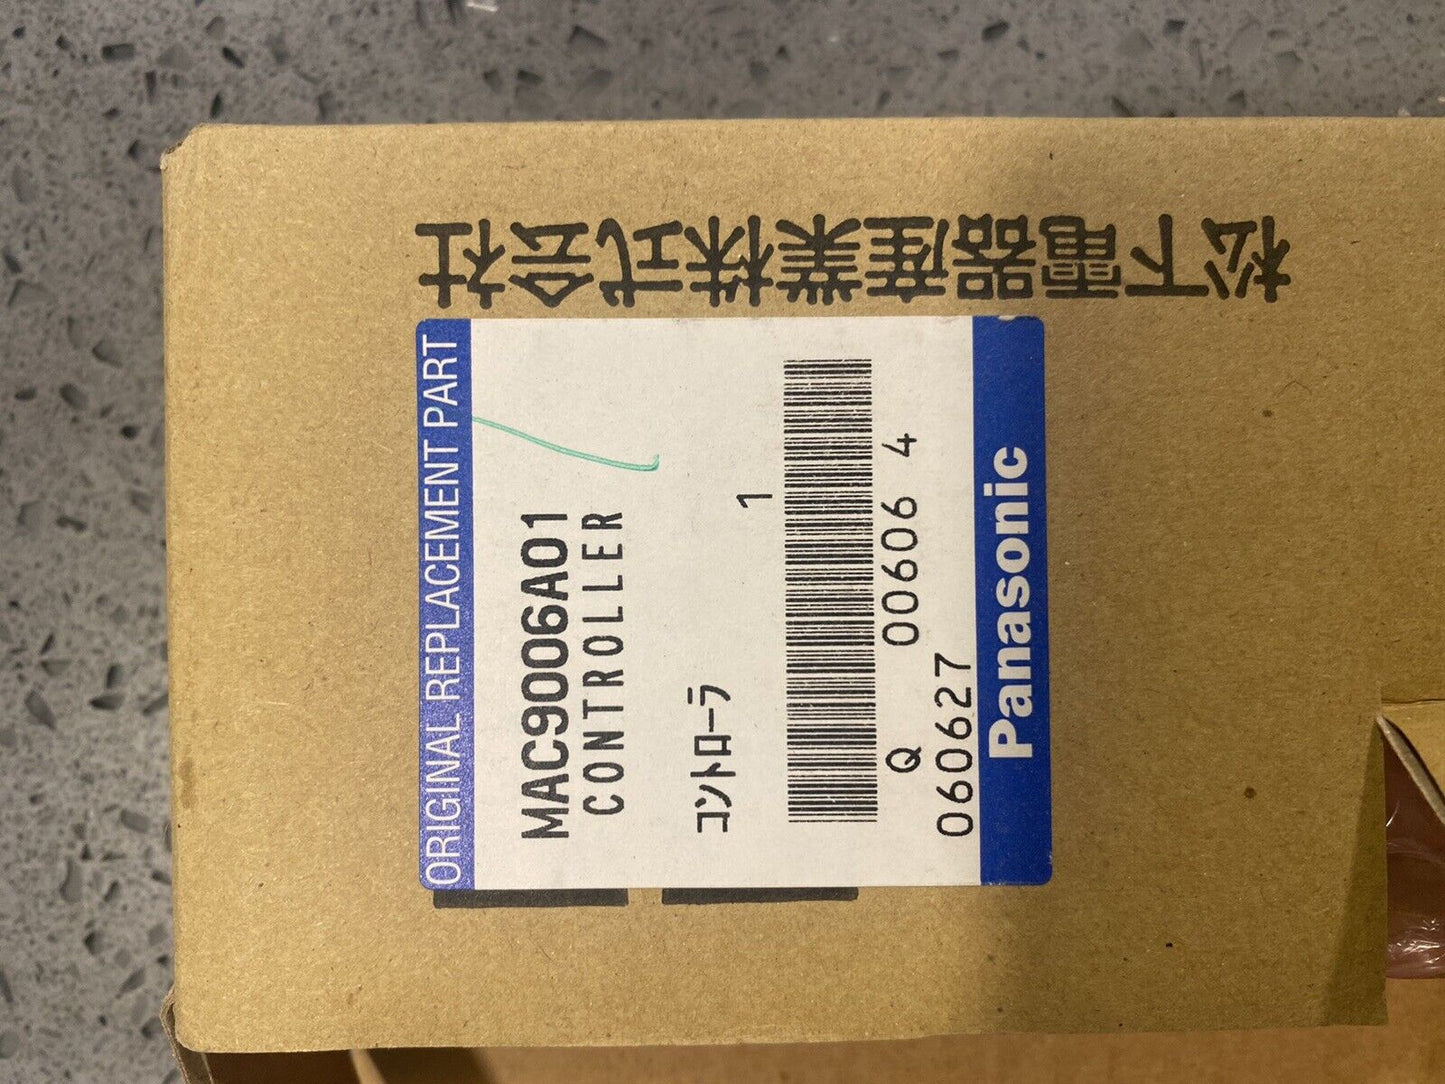 松下電器産業株式会社
ORIGINAL REPLACEMENT PART
MAC9006A01
CONTROLLER
コントローラ
1
Q 00606 4
060627
Panasonic